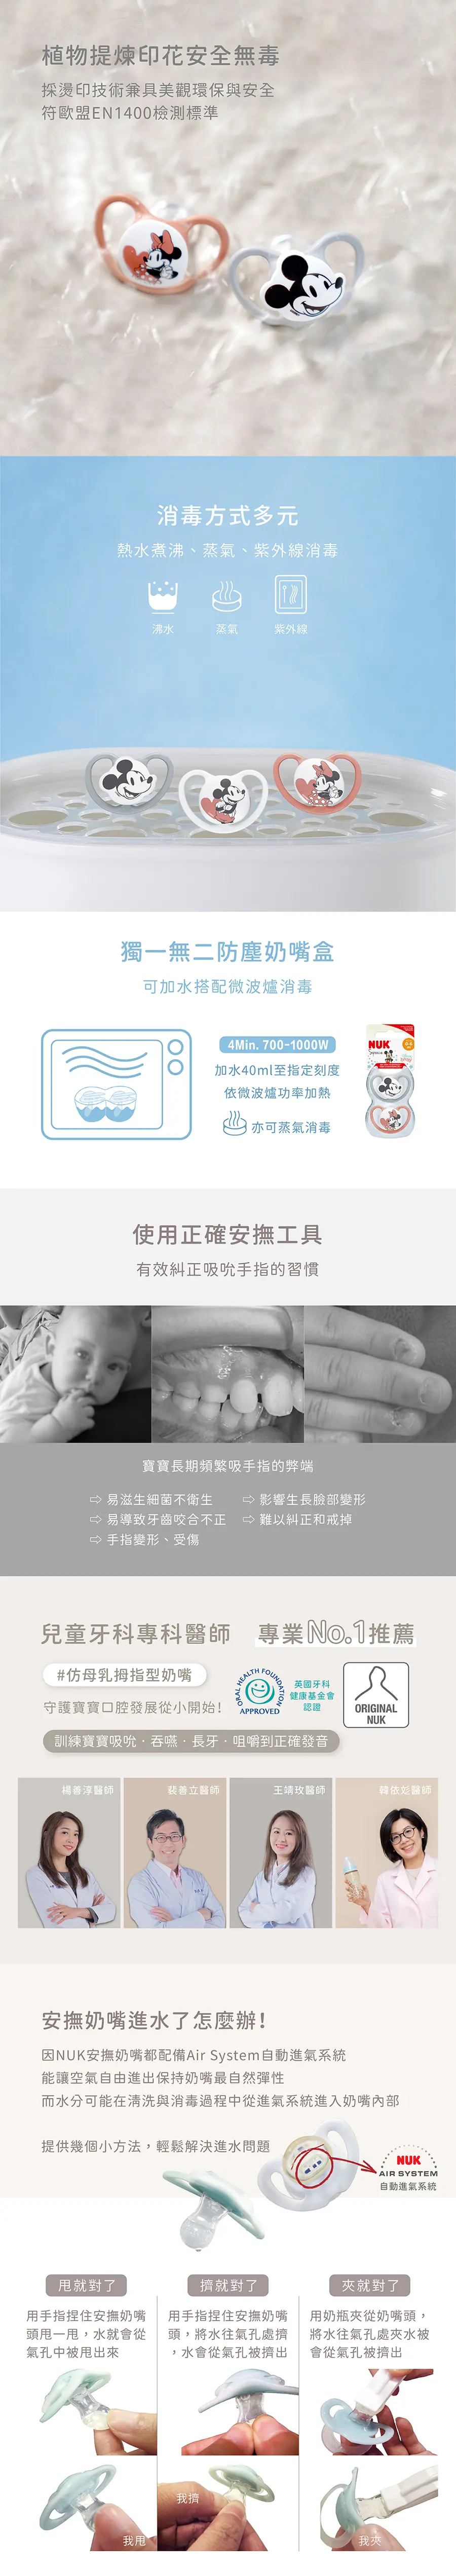 植物提煉印花安全無毒
採燙印技術兼具美觀環保與安全
符歐盟EN1400檢測標準
消毒方式多元
熱水煮沸、蒸氣、紫外線消毒
沸水
蒸氣
紫外線
獨一無二防塵奶嘴盒
可加水搭配微波爐消毒
4Min. 700-1000W
加水40ml至指定刻度
依微波爐功率加熱
亦可蒸氣消毒
NUK
使用正確安撫工具
有效糾正吸吮手指的習慣
寶寶長期頻繁吸手指的弊端
⇨ 易滋生細菌不衛生
⇨ 影響生長臉部變形
⇨ 易導致牙齒咬合不正
⇨ 難以糾正和戒掉
⇨ 手指變形、受傷
兒童牙科專科醫師 專業No.1推薦
#仿母乳拇指型奶嘴
守護寶寶口腔發展從小開始!
訓練寶寶吸吮．吞嚥．長牙．咀嚼到正確發音
ORAL HEALTH FOUNDATION
APPROVED
英國牙科
健康基金會
認證
ORIGINAL
NUK
楊善淳醫師
裴善立醫師
王靖玫醫師
韓依彣醫師
安撫奶嘴進水了怎麼辦!
因NUK安撫奶嘴都配備Air System自動進氣系統
能讓空氣自由進出保持奶嘴最自然彈性
而水分可能在清洗與消毒過程中從進氣系統進入奶嘴內部
提供幾個小方法，輕鬆解決進水問題
NUK
AIR SYSTEM
自動進氣系統
甩就對了
用手指捏住安撫奶嘴
頭甩一甩，水就會從
氣孔中被甩出來
我甩
擠就對了
用手指捏住安撫奶嘴
頭，將水往氣孔處擠
，水會從氣孔被擠出
我擠
夾就對了
用奶瓶夾從奶嘴頭，
將水往氣孔處夾水被
會從氣孔被擠出
我夾